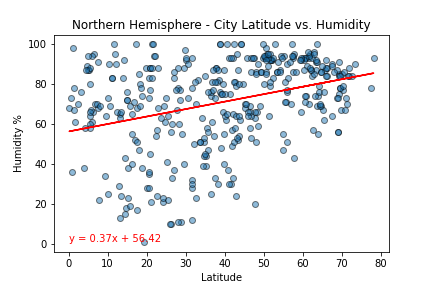 Northern Hemisphere - City Latitude vs. Humidity
100
80
60
40
20
0
Humidity %
y = 0.37x + 56.42
0 10 20 30 40 50 60 70 80
Latitude